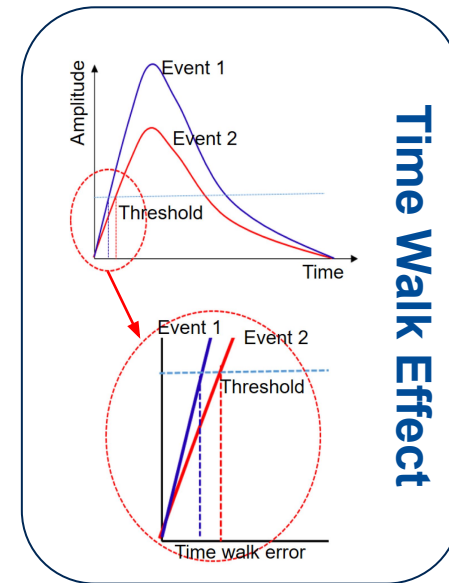 Amplitude
Event 1
Event 2
Threshold
Time
Event 1
Event 2
Threshold
Time walk error
Time Walk Effect